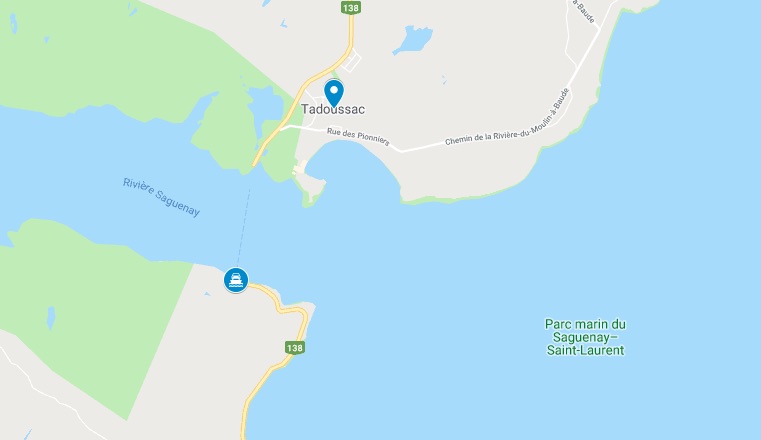 138
à-Baude
Tadoussac
Rue des Pionniers
Chemin de la Rivière-du-Moulin-à-Baude
Rivière Saguenay
138
Parc marin du
Saguenay–
Saint-Laurent